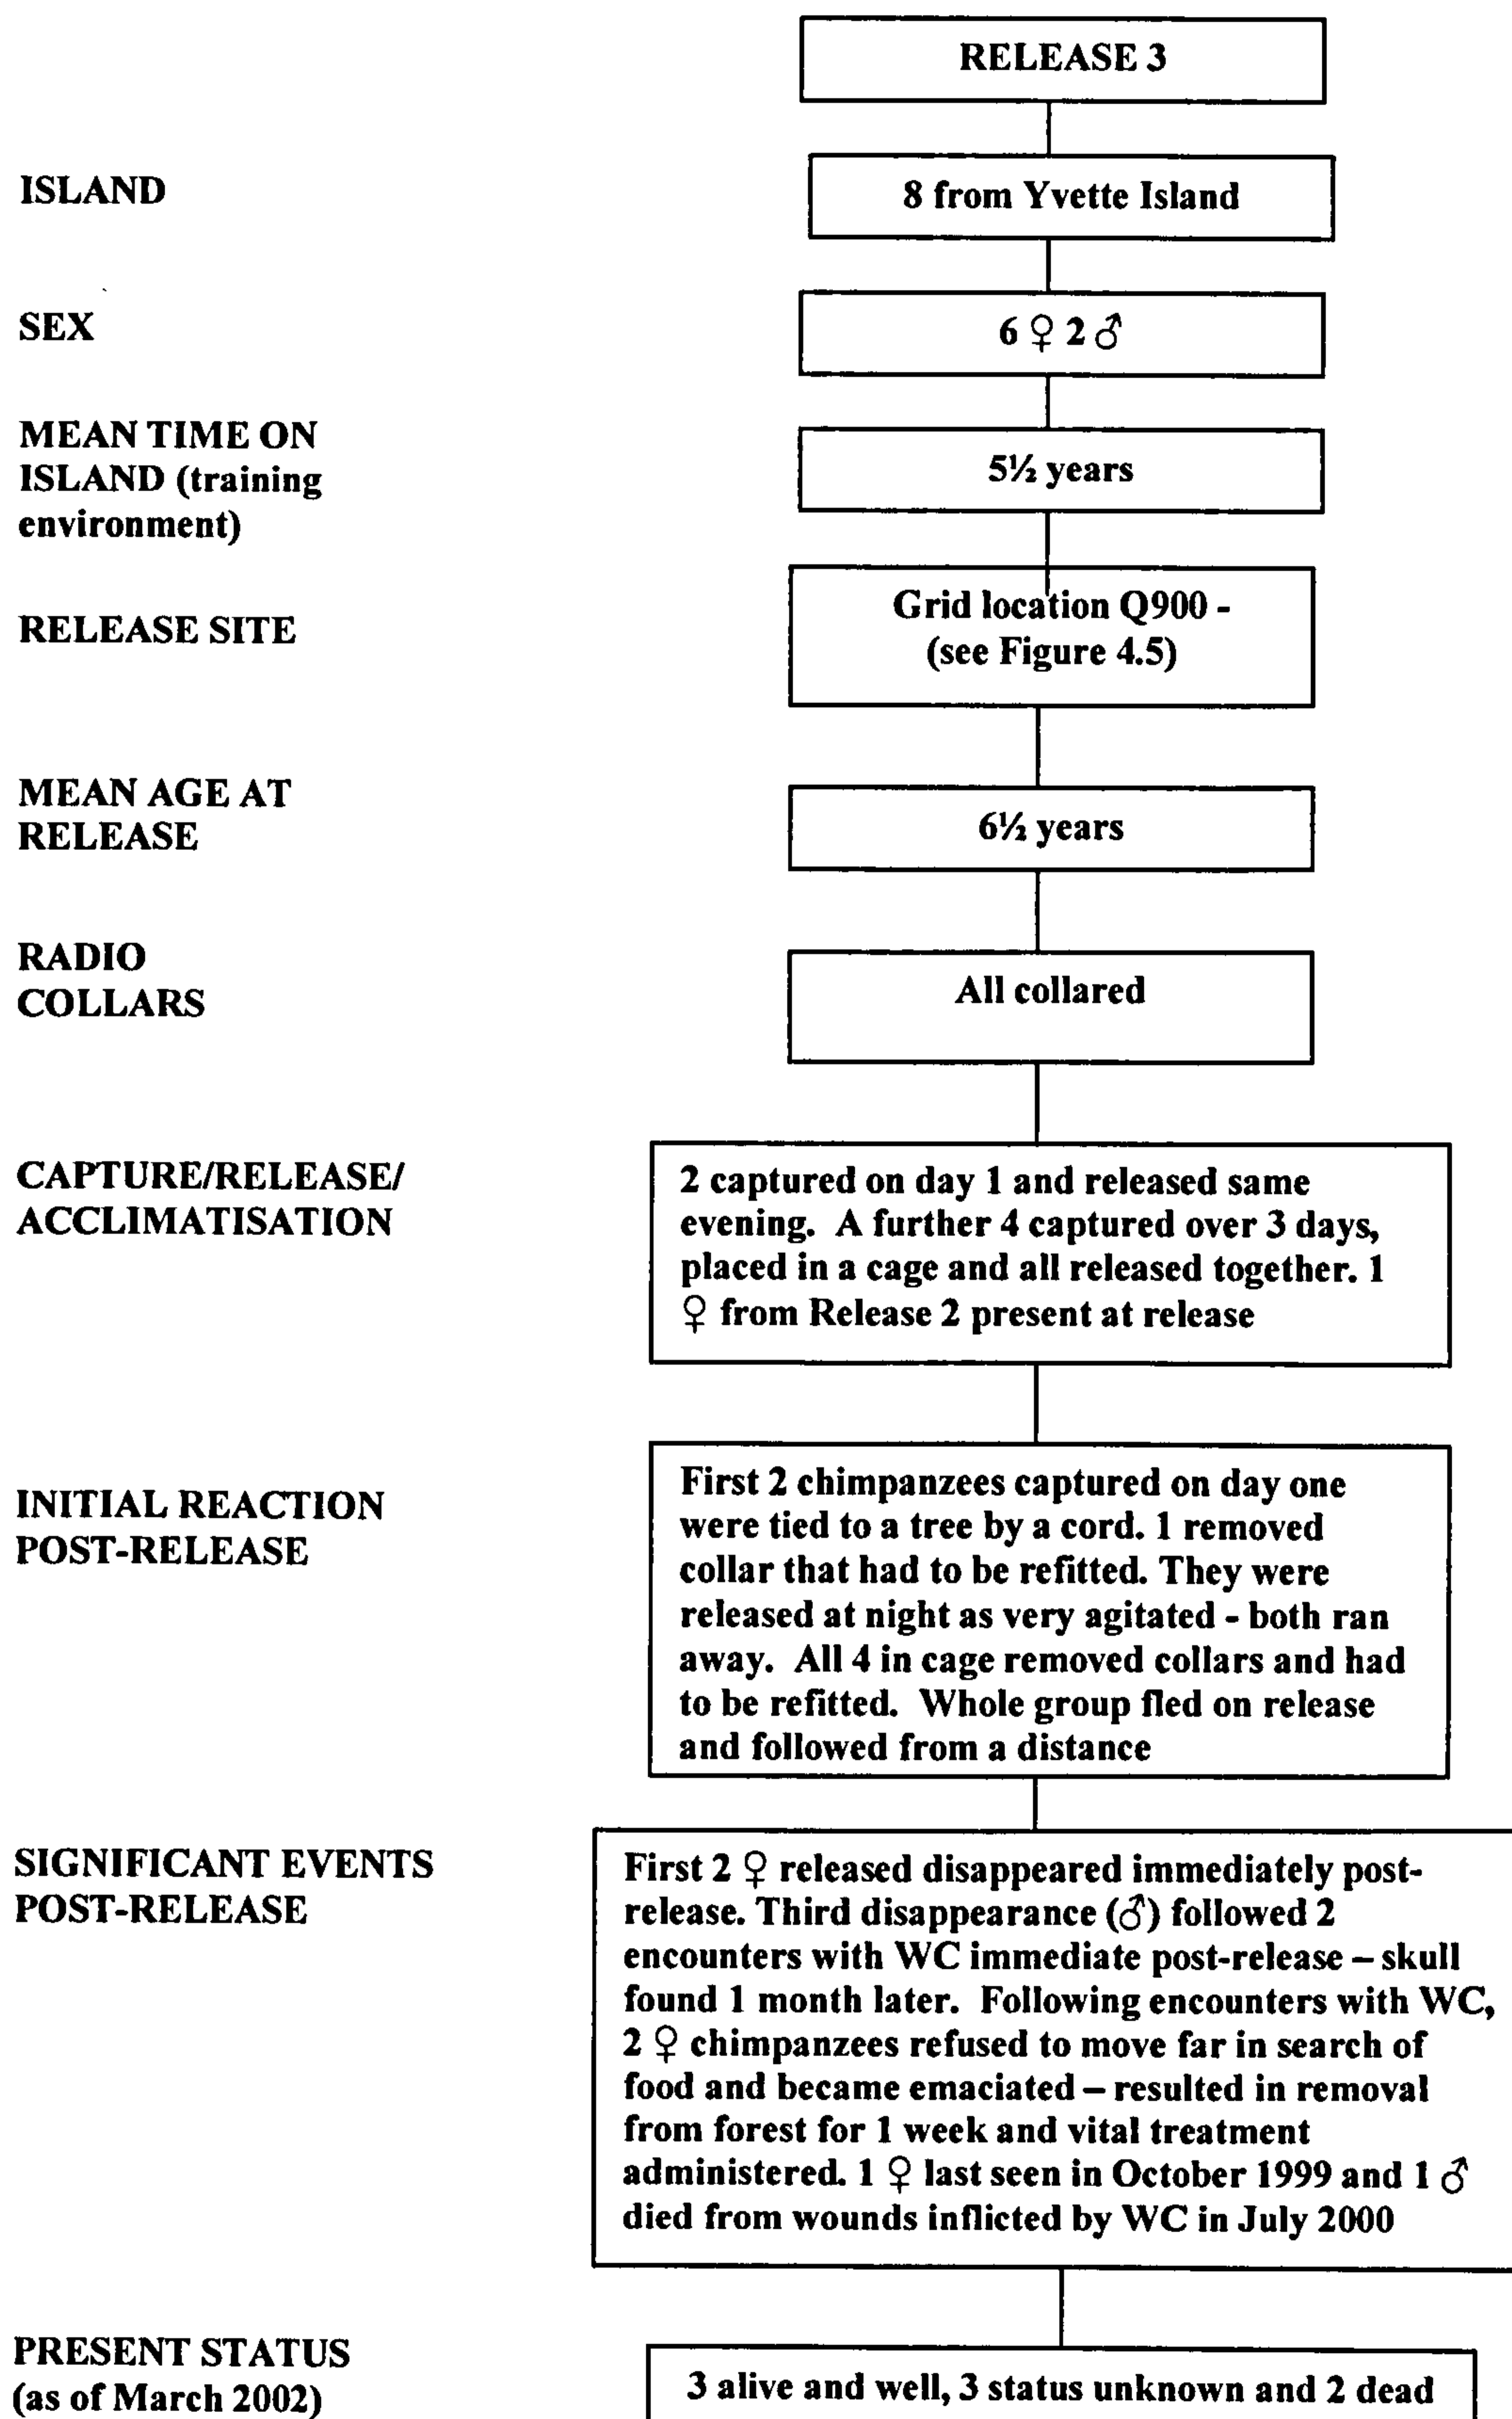 RELEASE 3
ISLAND
8 from Yvette Island
SEX
6 ♀ 2 ♂
MEAN TIME ON
ISLAND (training
environment)
5½ years
RELEASE SITE
Grid location Q900 -
(see Figure 4.5)
MEAN AGE AT
RELEASE
6½ years
RADIO
COLLARS
All collared
CAPTURE/RELEASE/
ACCLIMATISATION
2 captured on day 1 and released same
evening. A further 4 captured over 3 days,
placed in a cage and all released together. 1
♀ from Release 2 present at release
INITIAL REACTION
POST-RELEASE
First 2 chimpanzees captured on day one
were tied to a tree by a cord. 1 removed
collar that had to be refitted. They were
released at night as very agitated - both ran
away. All 4 in cage removed collars and had
to be refitted. Whole group fled on release
and followed from a distance
SIGNIFICANT EVENTS
POST-RELEASE
First 2 ♀ released disappeared immediately post-
release. Third disappearance (♂) followed 2
encounters with WC immediate post-release – skull
found 1 month later. Following encounters with WC,
2 ♀ chimpanzees refused to move far in search of
food and became emaciated – resulted in removal
from forest for 1 week and vital treatment
administered. 1 ♀ last seen in October 1999 and 1 ♂
died from wounds inflicted by WC in July 2000
PRESENT STATUS
(as of March 2002)
3 alive and well, 3 status unknown and 2 dead